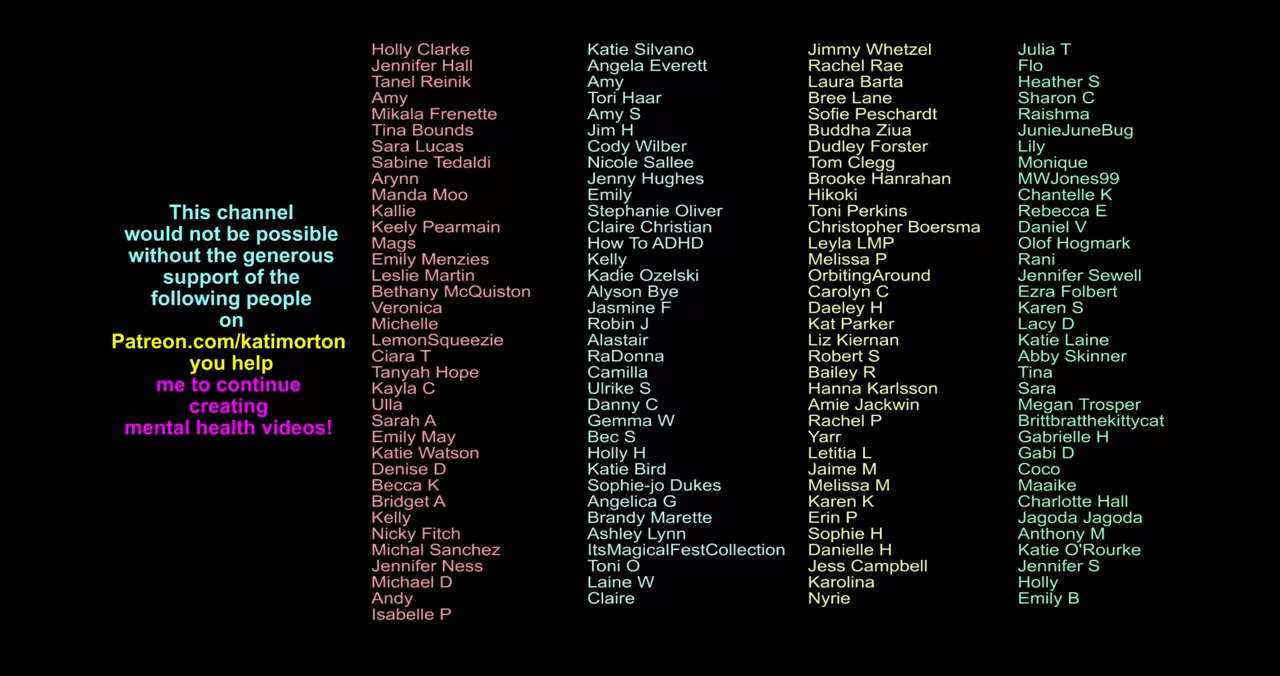 This channel
would not be possible
without the generous
support of the
following people
on
Patreon.com/katimorton
you help
me to continue
creating
mental health videos!
Holly Clarke
Jennifer Hall
Tanel Reinik
Amy
Mikala Frenette
Tina Bounds
Sara Lucas
Sabine Tedaldi
Arynn
Manda Moo
Kallie
Keely Pearmain
Mags
Emily Menzies
Leslie Martin
Bethany McQuiston
Veronica
Michelle
LemonSqueezie
Ciara T
Tanyah Hope
Kayla C
Ulla
Sarah A
Emily May
Katie Watson
Denise D
Becca K
Bridget A
Kelly
Nicky Fitch
Michal Sanchez
Jennifer Ness
Michael D
Andy
Isabelle P
Katie Silvano
Angela Everett
Amy
Tori Haar
Amy S
Jim H
Cody Wilber
Nicole Sallee
Jenny Hughes
Emily
Stephanie Oliver
Claire Christian
How To ADHD
Kelly
Kadie Ozelski
Alyson Bye
Jasmine F
Robin J
Alastair
RaDonna
Camilla
Ulrike S
Danny C
Gemma W
Bec S
Holly H
Katie Bird
Sophie-jo Dukes
Angelica G
Brandy Marette
Ashley Lynn
ItsMagicalFestCollection
Toni O
Laine W
Claire
Jimmy Whetzel
Rachel Rae
Laura Barta
Bree Lane
Sofie Peschardt
Buddha Ziua
Dudley Forster
Tom Clegg
Brooke Hanrahan
Hikoki
Toni Perkins
Christopher Boersma
Leyla LMP
Melissa P
OrbitingAround
Carolyn C
Daeley H
Kat Parker
Liz Kiernan
Robert S
Bailey R
Hanna Karlsson
Amie Jackwin
Rachel P
Yarr
Letitia L
Jaime M
Melissa M
Karen K
Erin P
Sophie H
Danielle H
Jess Campbell
Karolina
Nyrie
Julia T
Flo
Heather S
Sharon C
Raishma
JunieJuneBug
Lily
Monique
MWJones99
Chantelle K
Rebecca E
Daniel V
Olof Hogmark
Rani
Jennifer Sewell
Ezra Folbert
Karen S
Lacy D
Katie Laine
Abby Skinner
Tina
Sara
Megan Trosper
Brittbratthekittycat
Gabrielle H
Gabi D
Coco
Maaike
Charlotte Hall
Jagoda Jagoda
Anthony M
Katie O'Rourke
Jennifer S
Holly
Emily B